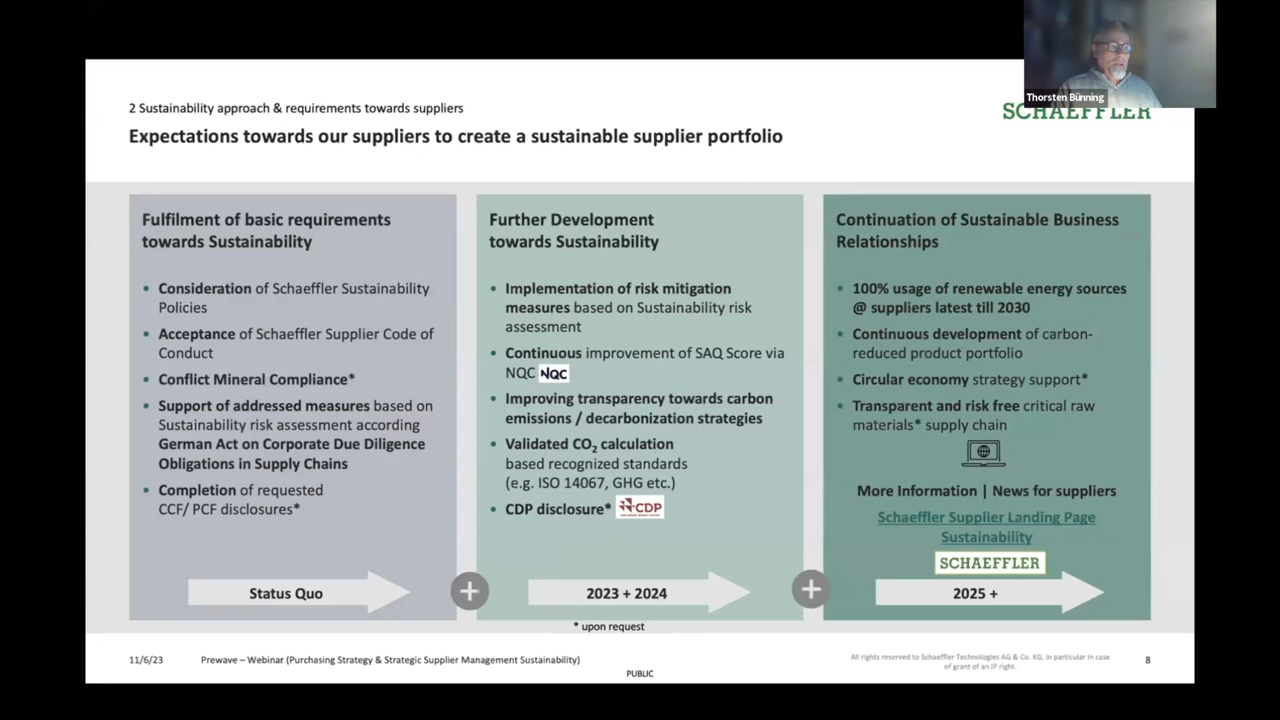 Thorsten Bünning
SCHAEFFLER
2 Sustainability approach & requirements towards suppliers
Expectations towards our suppliers to create a sustainable supplier portfolio
Fulfilment of basic requirements
towards Sustainability
• Consideration of Schaeffler Sustainability
Policies
• Acceptance of Schaeffler Supplier Code of
Conduct
• Conflict Mineral Compliance*
• Support of addressed measures based on
Sustainability risk assessment according
German Act on Corporate Due Diligence
Obligations in Supply Chains
• Completion of requested
CCF/ PCF disclosures*
Status Quo
Further Development
towards Sustainability
• Implementation of risk mitigation
measures based on Sustainability risk
assessment
• Continuous improvement of SAQ Score via
NQC NQC
• Improving transparency towards carbon
emissions / decarbonization strategies
• Validated CO₂ calculation
based recognized standards
(e.g. ISO 14067, GHG etc.)
• CDP disclosure* CDP
2023 + 2024
Continuation of Sustainable Business
Relationships
• 100% usage of renewable energy sources
@ suppliers latest till 2030
• Continuous development of carbon-
reduced product portfolio
• Circular economy strategy support*
• Transparent and risk free critical raw
materials* supply chain
More Information | News for suppliers
Schaeffler Supplier Landing Page
Sustainability
SCHAEFFLER
2025 +
* upon request
11/6/23
Prewave – Webinar (Purchasing Strategy & Strategic Supplier Management Sustainability)
PUBLIC
All rights reserved to Schaeffler Technologies AG & Co. KG, in particular in case
of grant of an IP right.
8